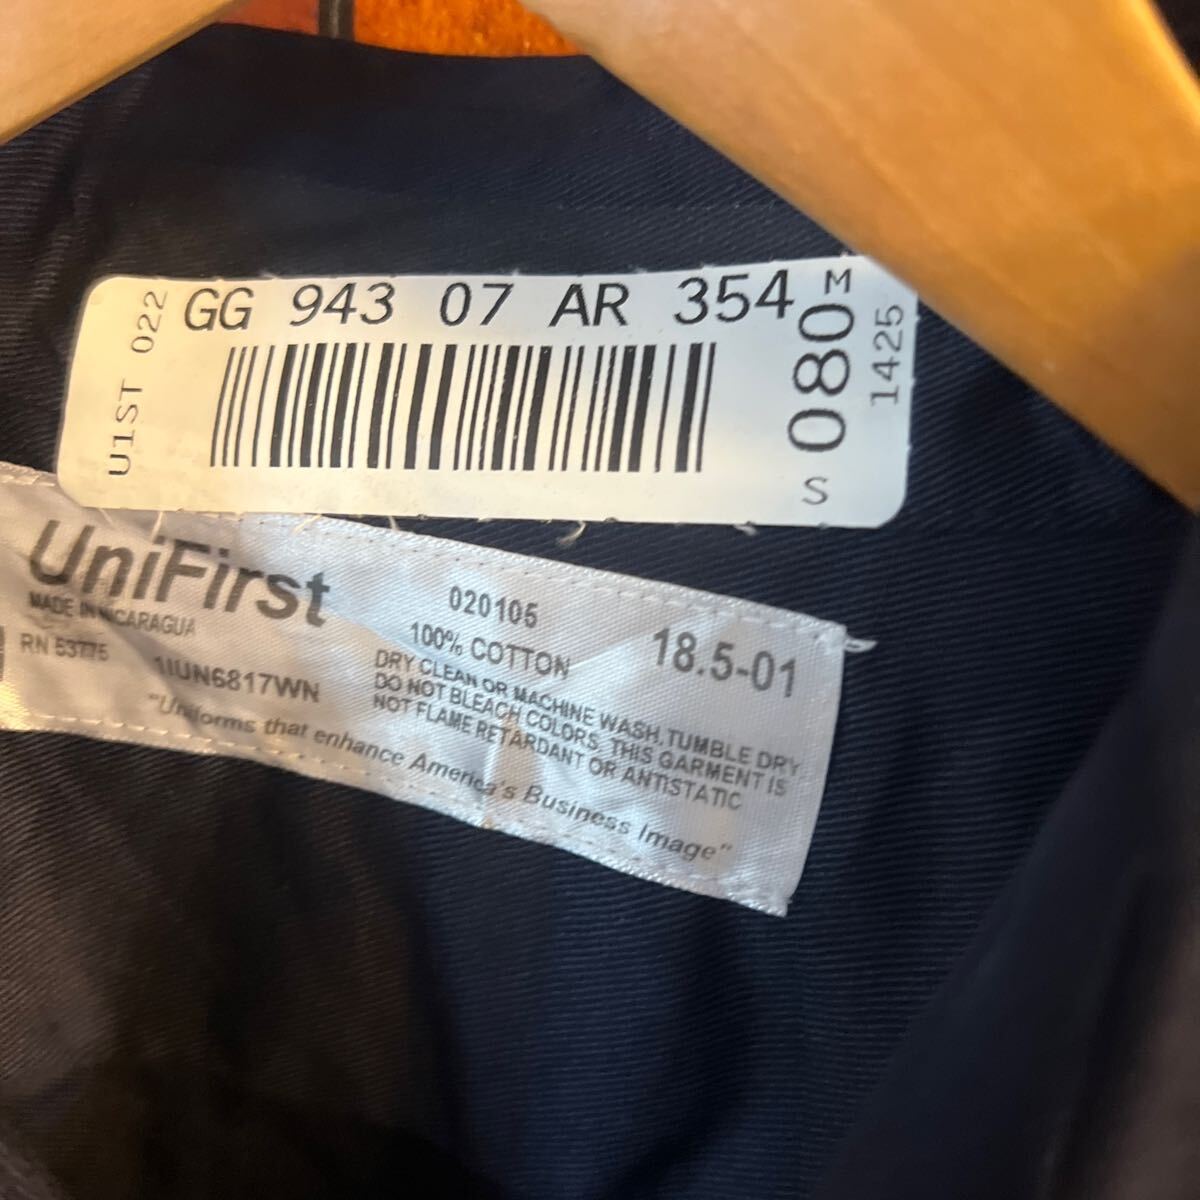 GG 943 07 AR 354
U1ST 022
M
080
S
1425
UniFirst
MADE IN NICARAGUA
RN 53775
1IUN6817WN
020105
100% COTTON
18.5-01
DRY CLEAN OR MACHINE WASH, TUMBLE DRY
DO NOT BLEACH COLORS. THIS GARMENT IS
NOT FLAME RETARDANT OR ANTISTATIC
"Uniforms that enhance America's Business Image"